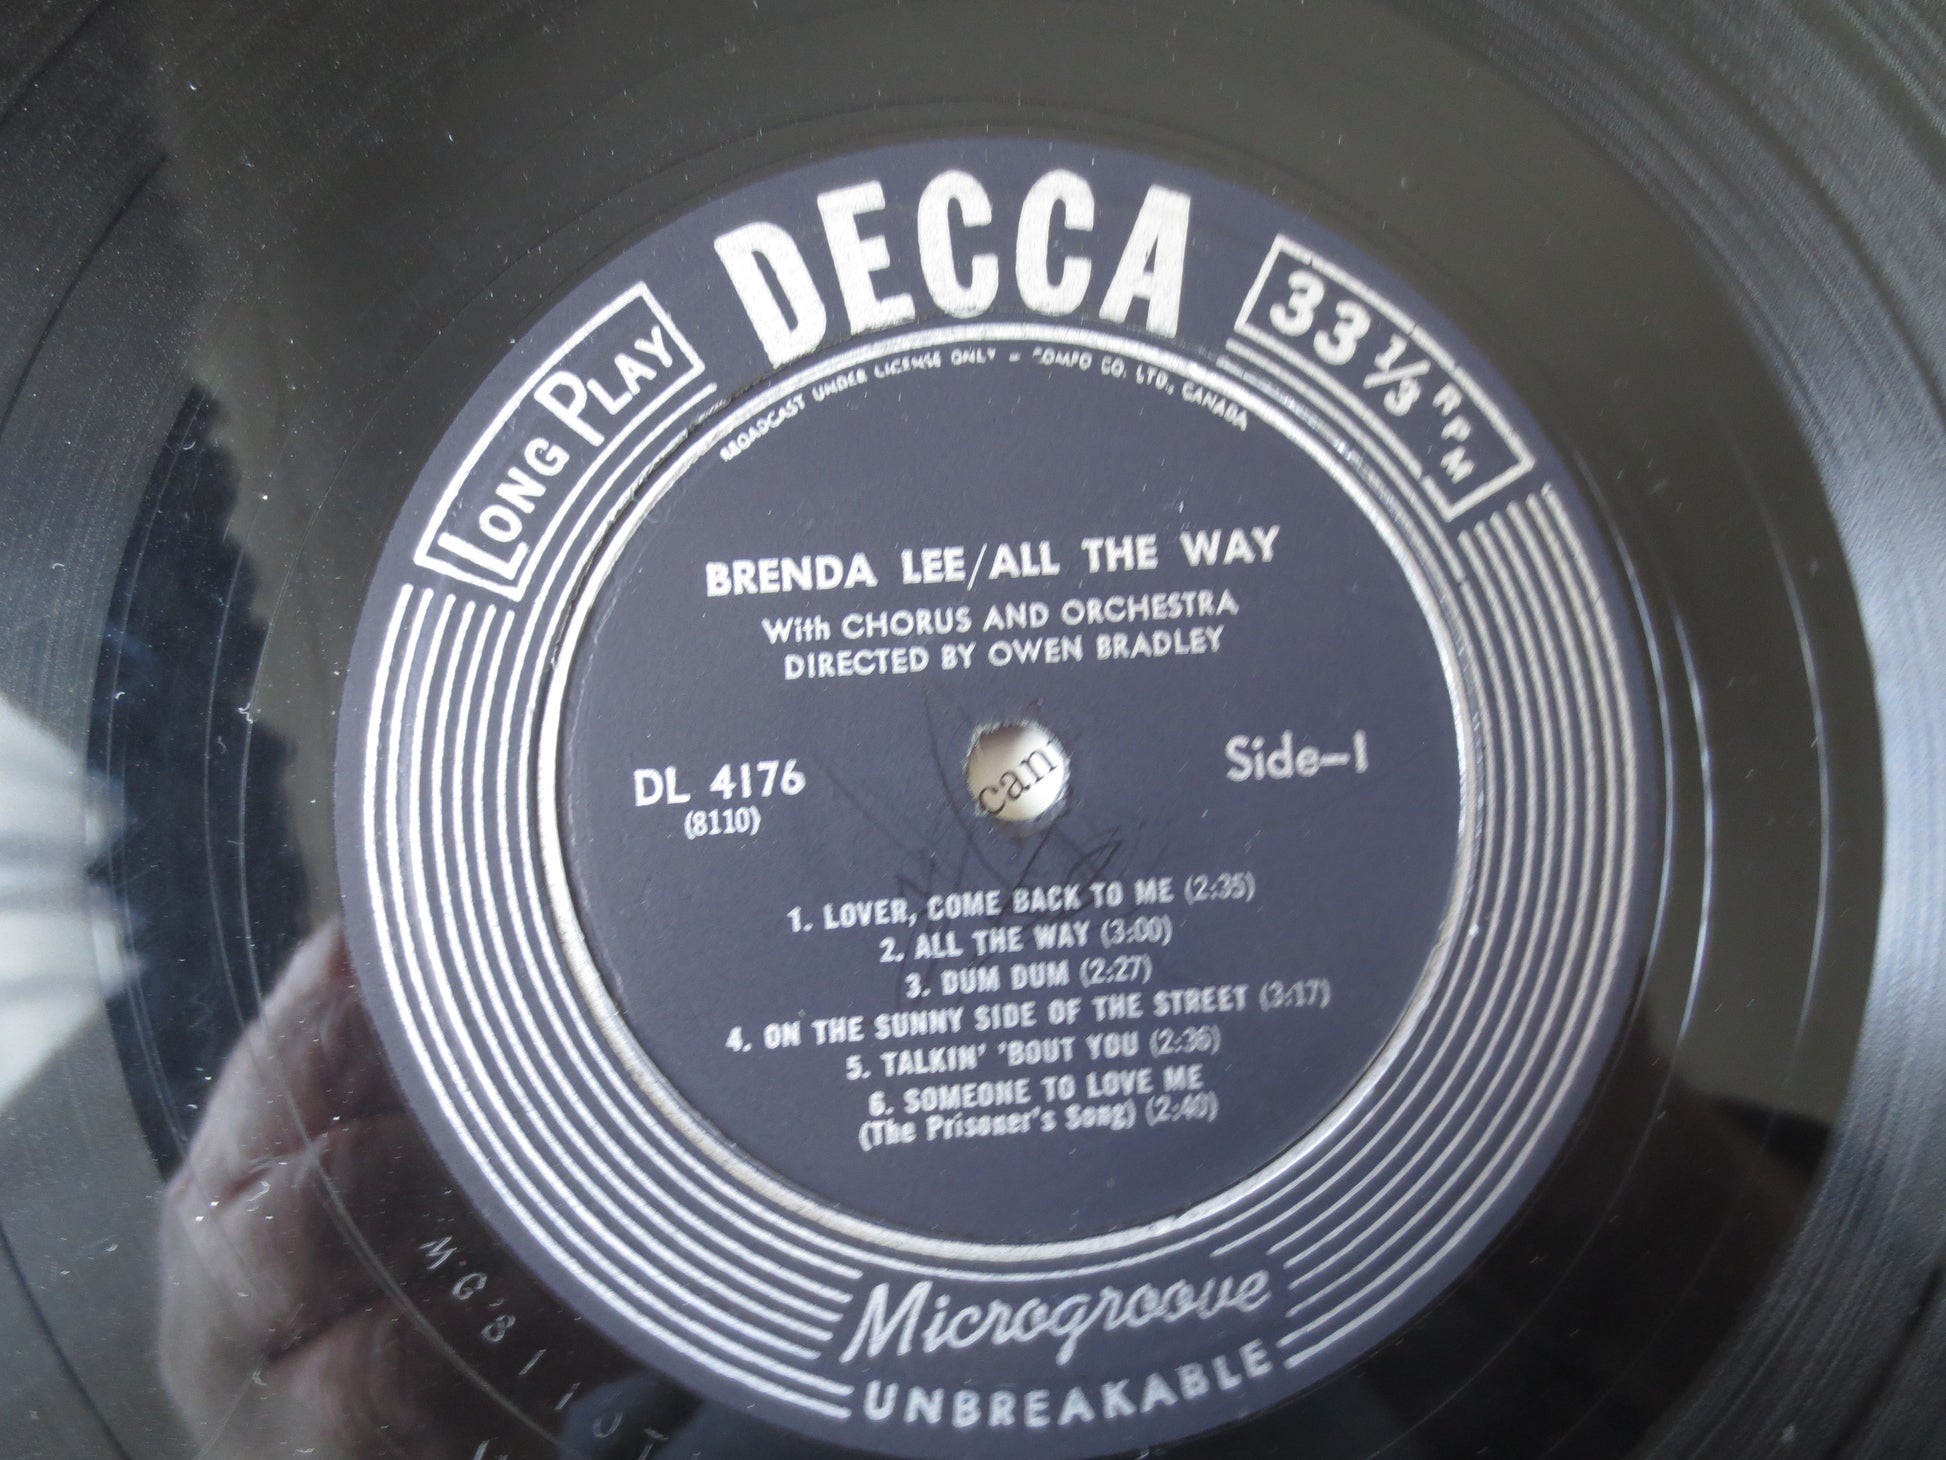 DECCA
LONG PLAY
33 1/3 RPM
BROADCAST UNDER LICENSE ONLY - COMPO CO. LTD., CANADA
BRENDA LEE/ALL THE WAY
With CHORUS AND ORCHESTRA
DIRECTED BY OWEN BRADLEY
DL 4176
(8110)
Side-1
can
1. LOVER, COME BACK TO ME (2:35)
2. ALL THE WAY (3:00)
3. DUM DUM (2:27)
4. ON THE SUNNY SIDE OF THE STREET (3:17)
5. TALKIN' 'BOUT YOU (2:36)
6. SOMEONE TO LOVE ME
(The Prisoner's Song) (2:40)
Microgroove
UNBREAKABLE